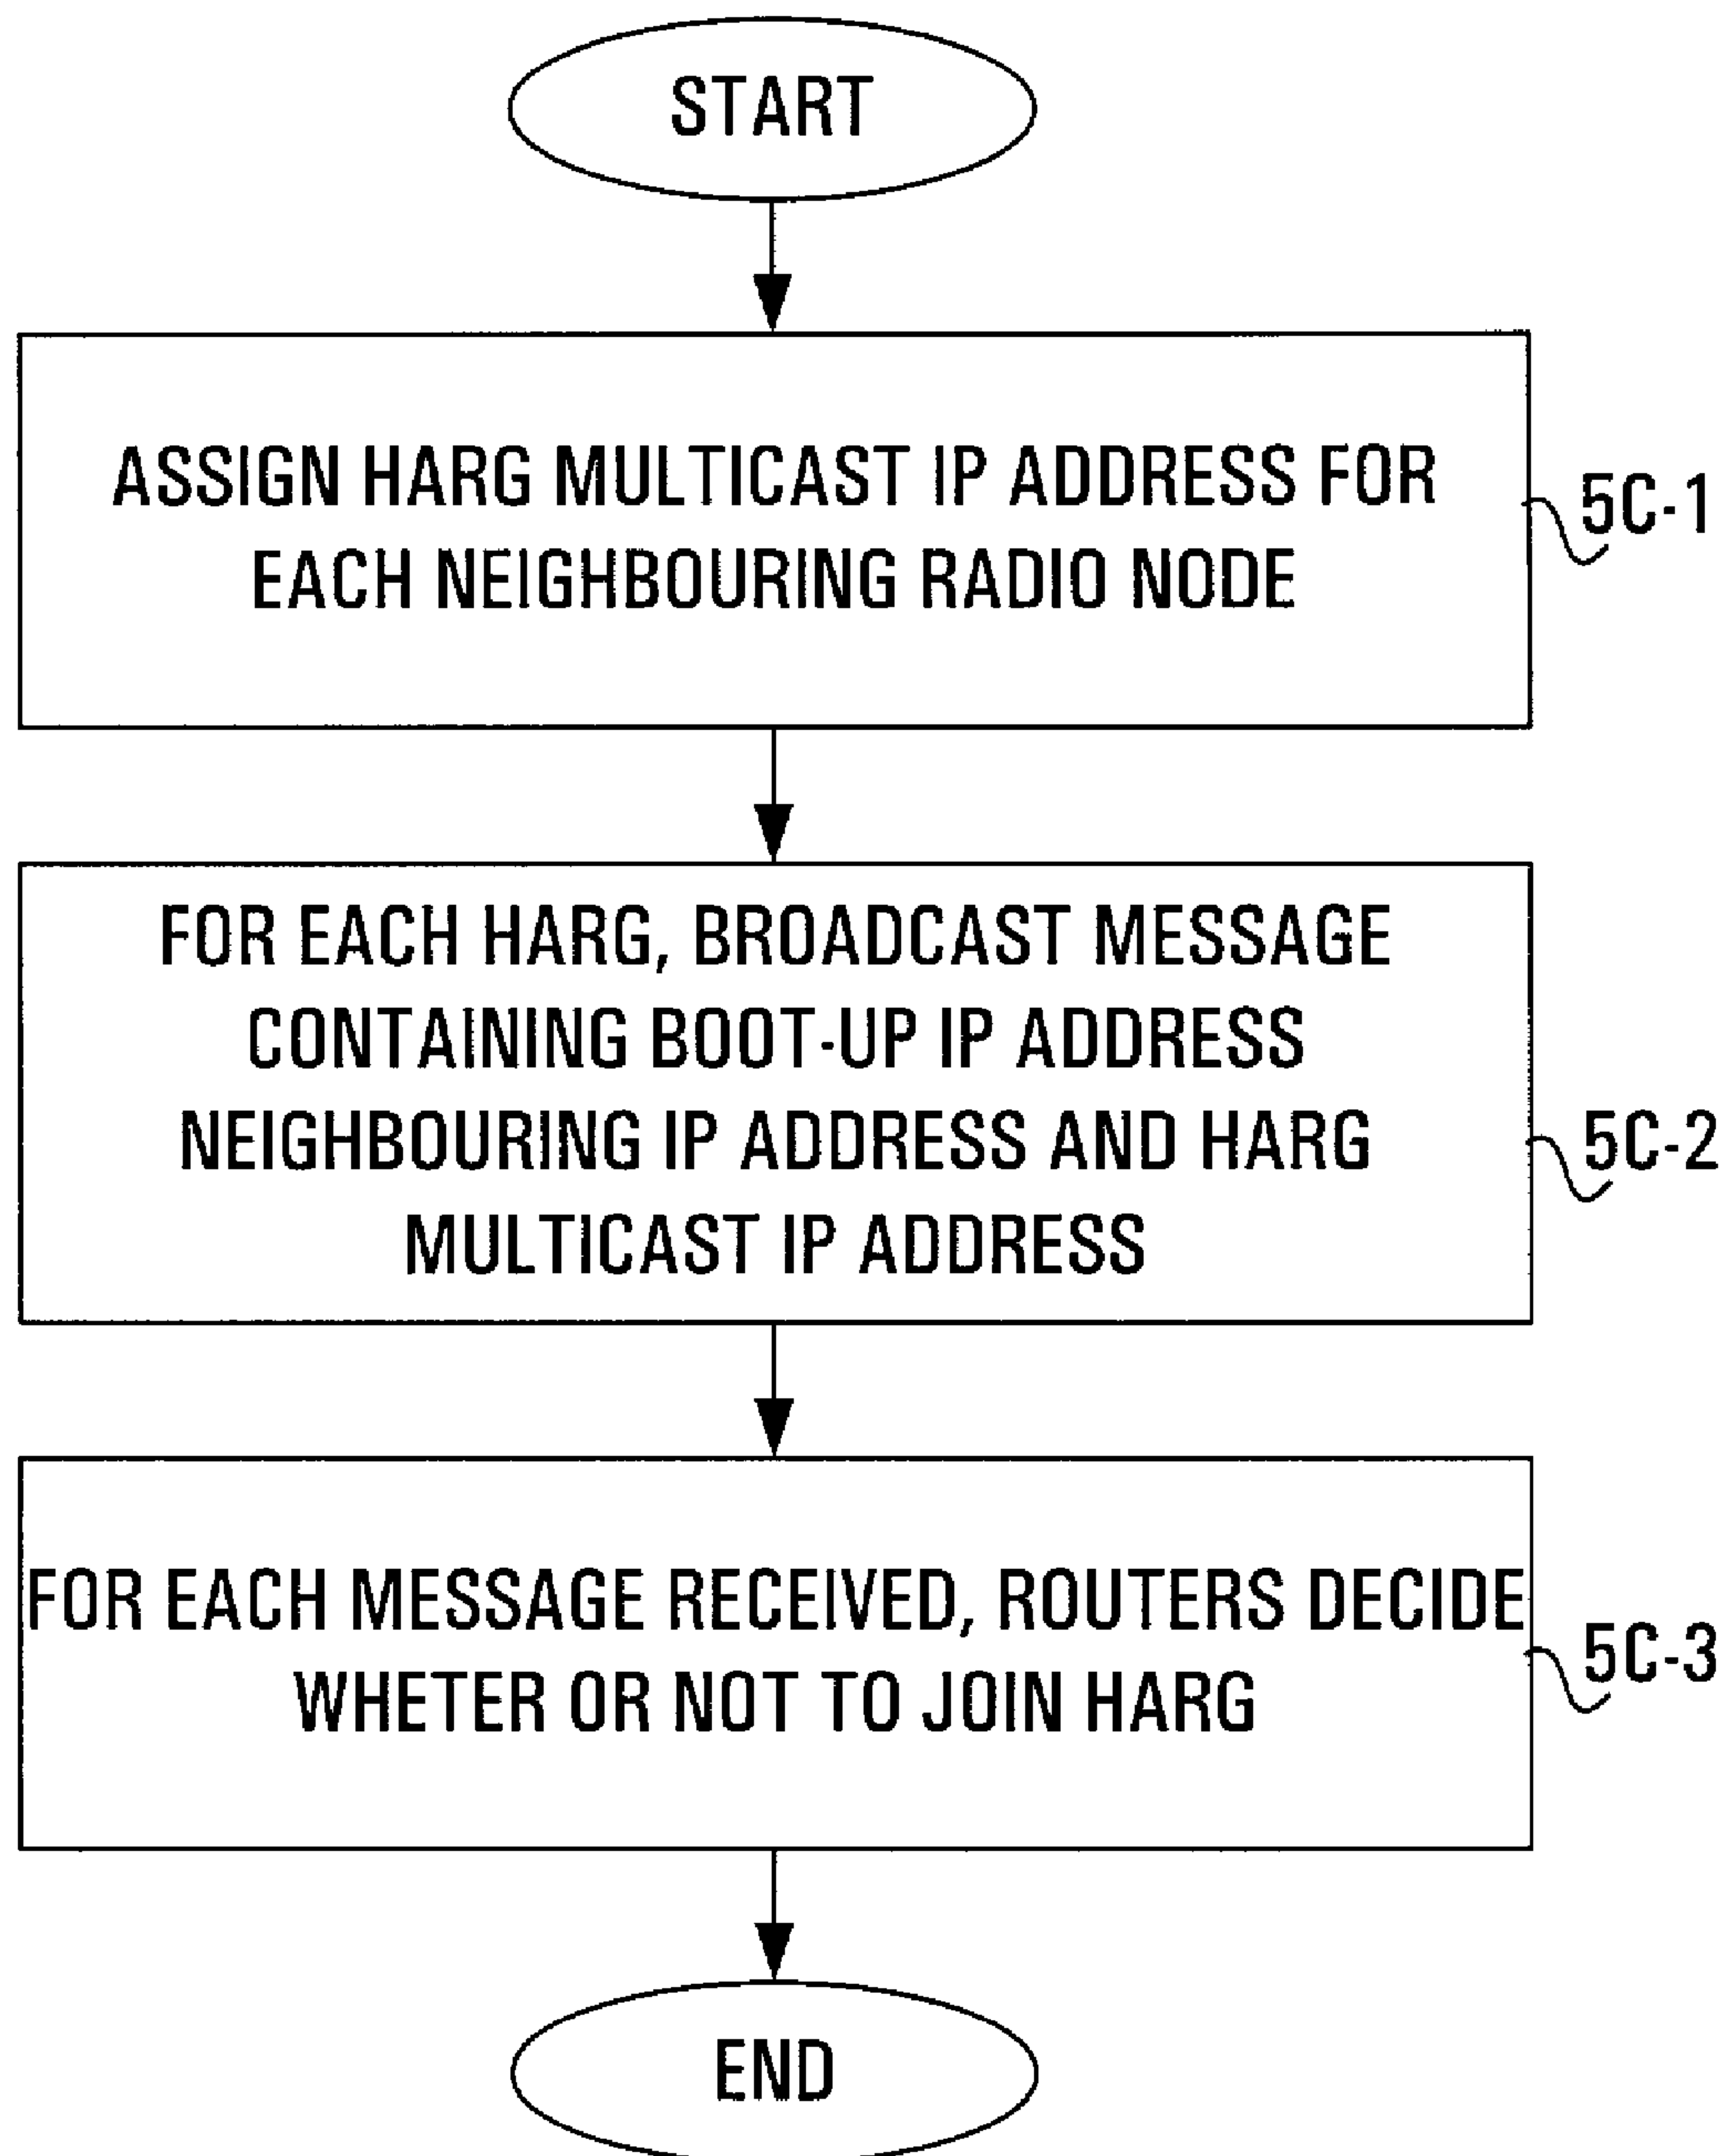 START
ASSIGN HARG MULTICAST IP ADDRESS FOR
EACH NEIGHBOURING RADIO NODE
5C-1
FOR EACH HARG, BROADCAST MESSAGE
CONTAINING BOOT-UP IP ADDRESS
NEIGHBOURING IP ADDRESS AND HARG
MULTICAST IP ADDRESS
5C-2
FOR EACH MESSAGE RECEIVED, ROUTERS DECIDE
WHETER OR NOT TO JOIN HARG
5C-3
END